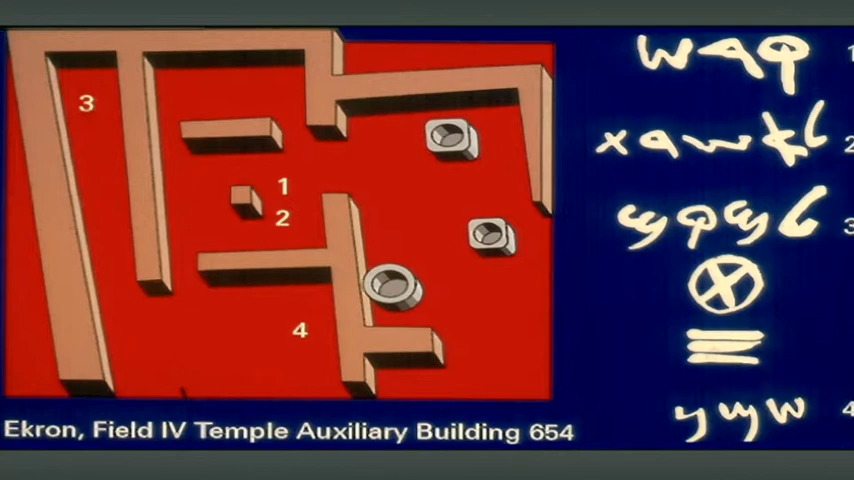 3
1
2
4
Ekron, Field IV Temple Auxiliary Building 654
1 𐤒𐤃𐤔
2 𐤋𐤀𐤔𐤓𐤕
3 𐤋𐤌𐤒𐤌
𐤈
☰
4 𐤔𐤌𐤍